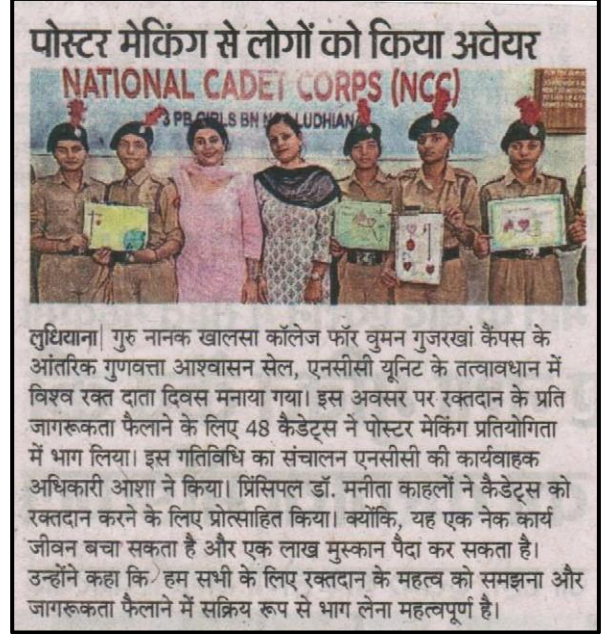 पोस्टर मेकिंग से लोगों को किया अवेयर
NATIONAL CADET CORPS (NCC)
3 PB GIRLS BN NCC LUDHIANA
लुधियाना| गुरु नानक खालसा कॉलेज फॉर वुमन गुजरखां कैंपस के
आंतरिक गुणवत्ता आश्वासन सेल, एनसीसी यूनिट के तत्वावधान में
विश्व रक्त दाता दिवस मनाया गया। इस अवसर पर रक्तदान के प्रति
जागरूकता फैलाने के लिए 48 कैडेट्स ने पोस्टर मेकिंग प्रतियोगिता
में भाग लिया। इस गतिविधि का संचालन एनसीसी की कार्यवाहक
अधिकारी आशा ने किया। प्रिंसिपल डॉ. मनीता काहलों ने कैडेट्स को
रक्तदान करने के लिए प्रोत्साहित किया। क्योंकि, यह एक नेक कार्य
जीवन बचा सकता है और एक लाख मुस्कान पैदा कर सकता है।
उन्होंने कहा कि हम सभी के लिए रक्तदान के महत्व को समझना और
जागरूकता फैलाने में सक्रिय रूप से भाग लेना महत्वपूर्ण है।